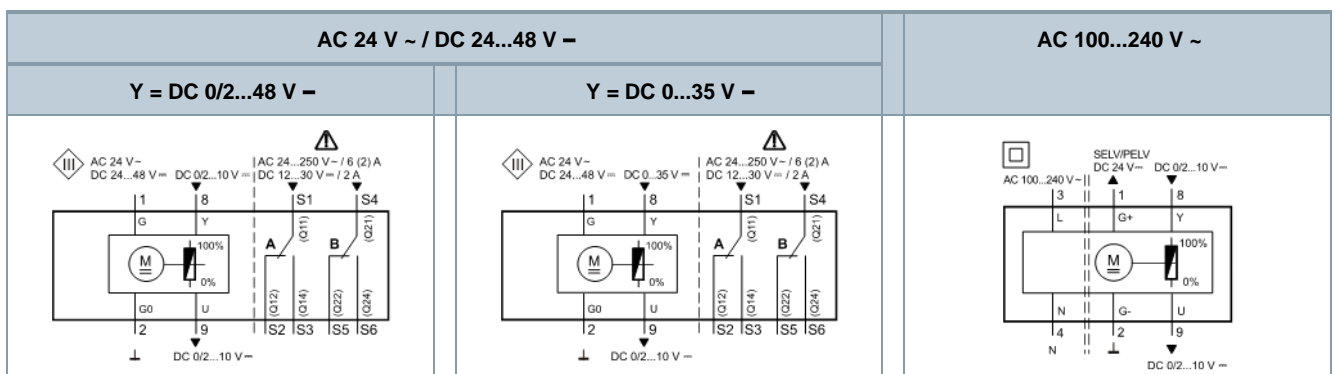 AC 24 V ~ / DC 24...48 V ⎓
AC 100...240 V ~
Y = DC 0/2...48 V ⎓
Y = DC 0...35 V ⎓
III
AC 24 V~
DC 24...48 V⎓
DC 0/2...10 V⎓
AC 24...250 V~ / 6 (2) A
DC 12...30 V⎓ / 2 A
1
8
S1
S4
G
Y
(Q11)
(Q21)
A
B
M
100%
0%
G0
U
(Q12)
(Q14)
(Q22)
(Q24)
2
9
S2
S3
S5
S6
⊥
DC 0/2...10 V⎓
III
AC 24 V~
DC 24...48 V⎓
DC 0...35 V⎓
AC 24...250 V~ / 6 (2) A
DC 12...30 V⎓ / 2 A
1
8
S1
S4
G
Y
(Q11)
(Q21)
A
B
M
100%
0%
G0
U
(Q12)
(Q14)
(Q22)
(Q24)
2
9
S2
S3
S5
S6
⊥
DC 0/2...10 V⎓
SELV/PELV
DC 24 V⎓
DC 0/2...10 V⎓
AC 100...240 V~
3
1
8
L
G+
Y
M
100%
0%
N
G-
U
4
2
9
N
⊥
DC 0/2...10 V⎓